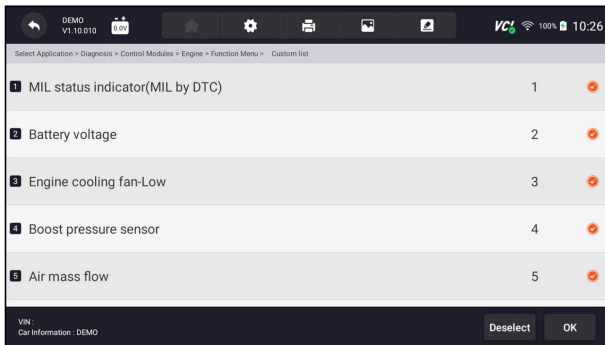 DEMO
V1.10.010
0.0V
VC!
100%
10:26
Select Application > Diagnosis > Control Modules > Engine > Function Menu > Custom list
1 MIL status indicator(MIL by DTC) 1
2 Battery voltage 2
3 Engine cooling fan-Low 3
4 Boost pressure sensor 4
5 Air mass flow 5
VIN :
Car Information : DEMO
Deselect
OK